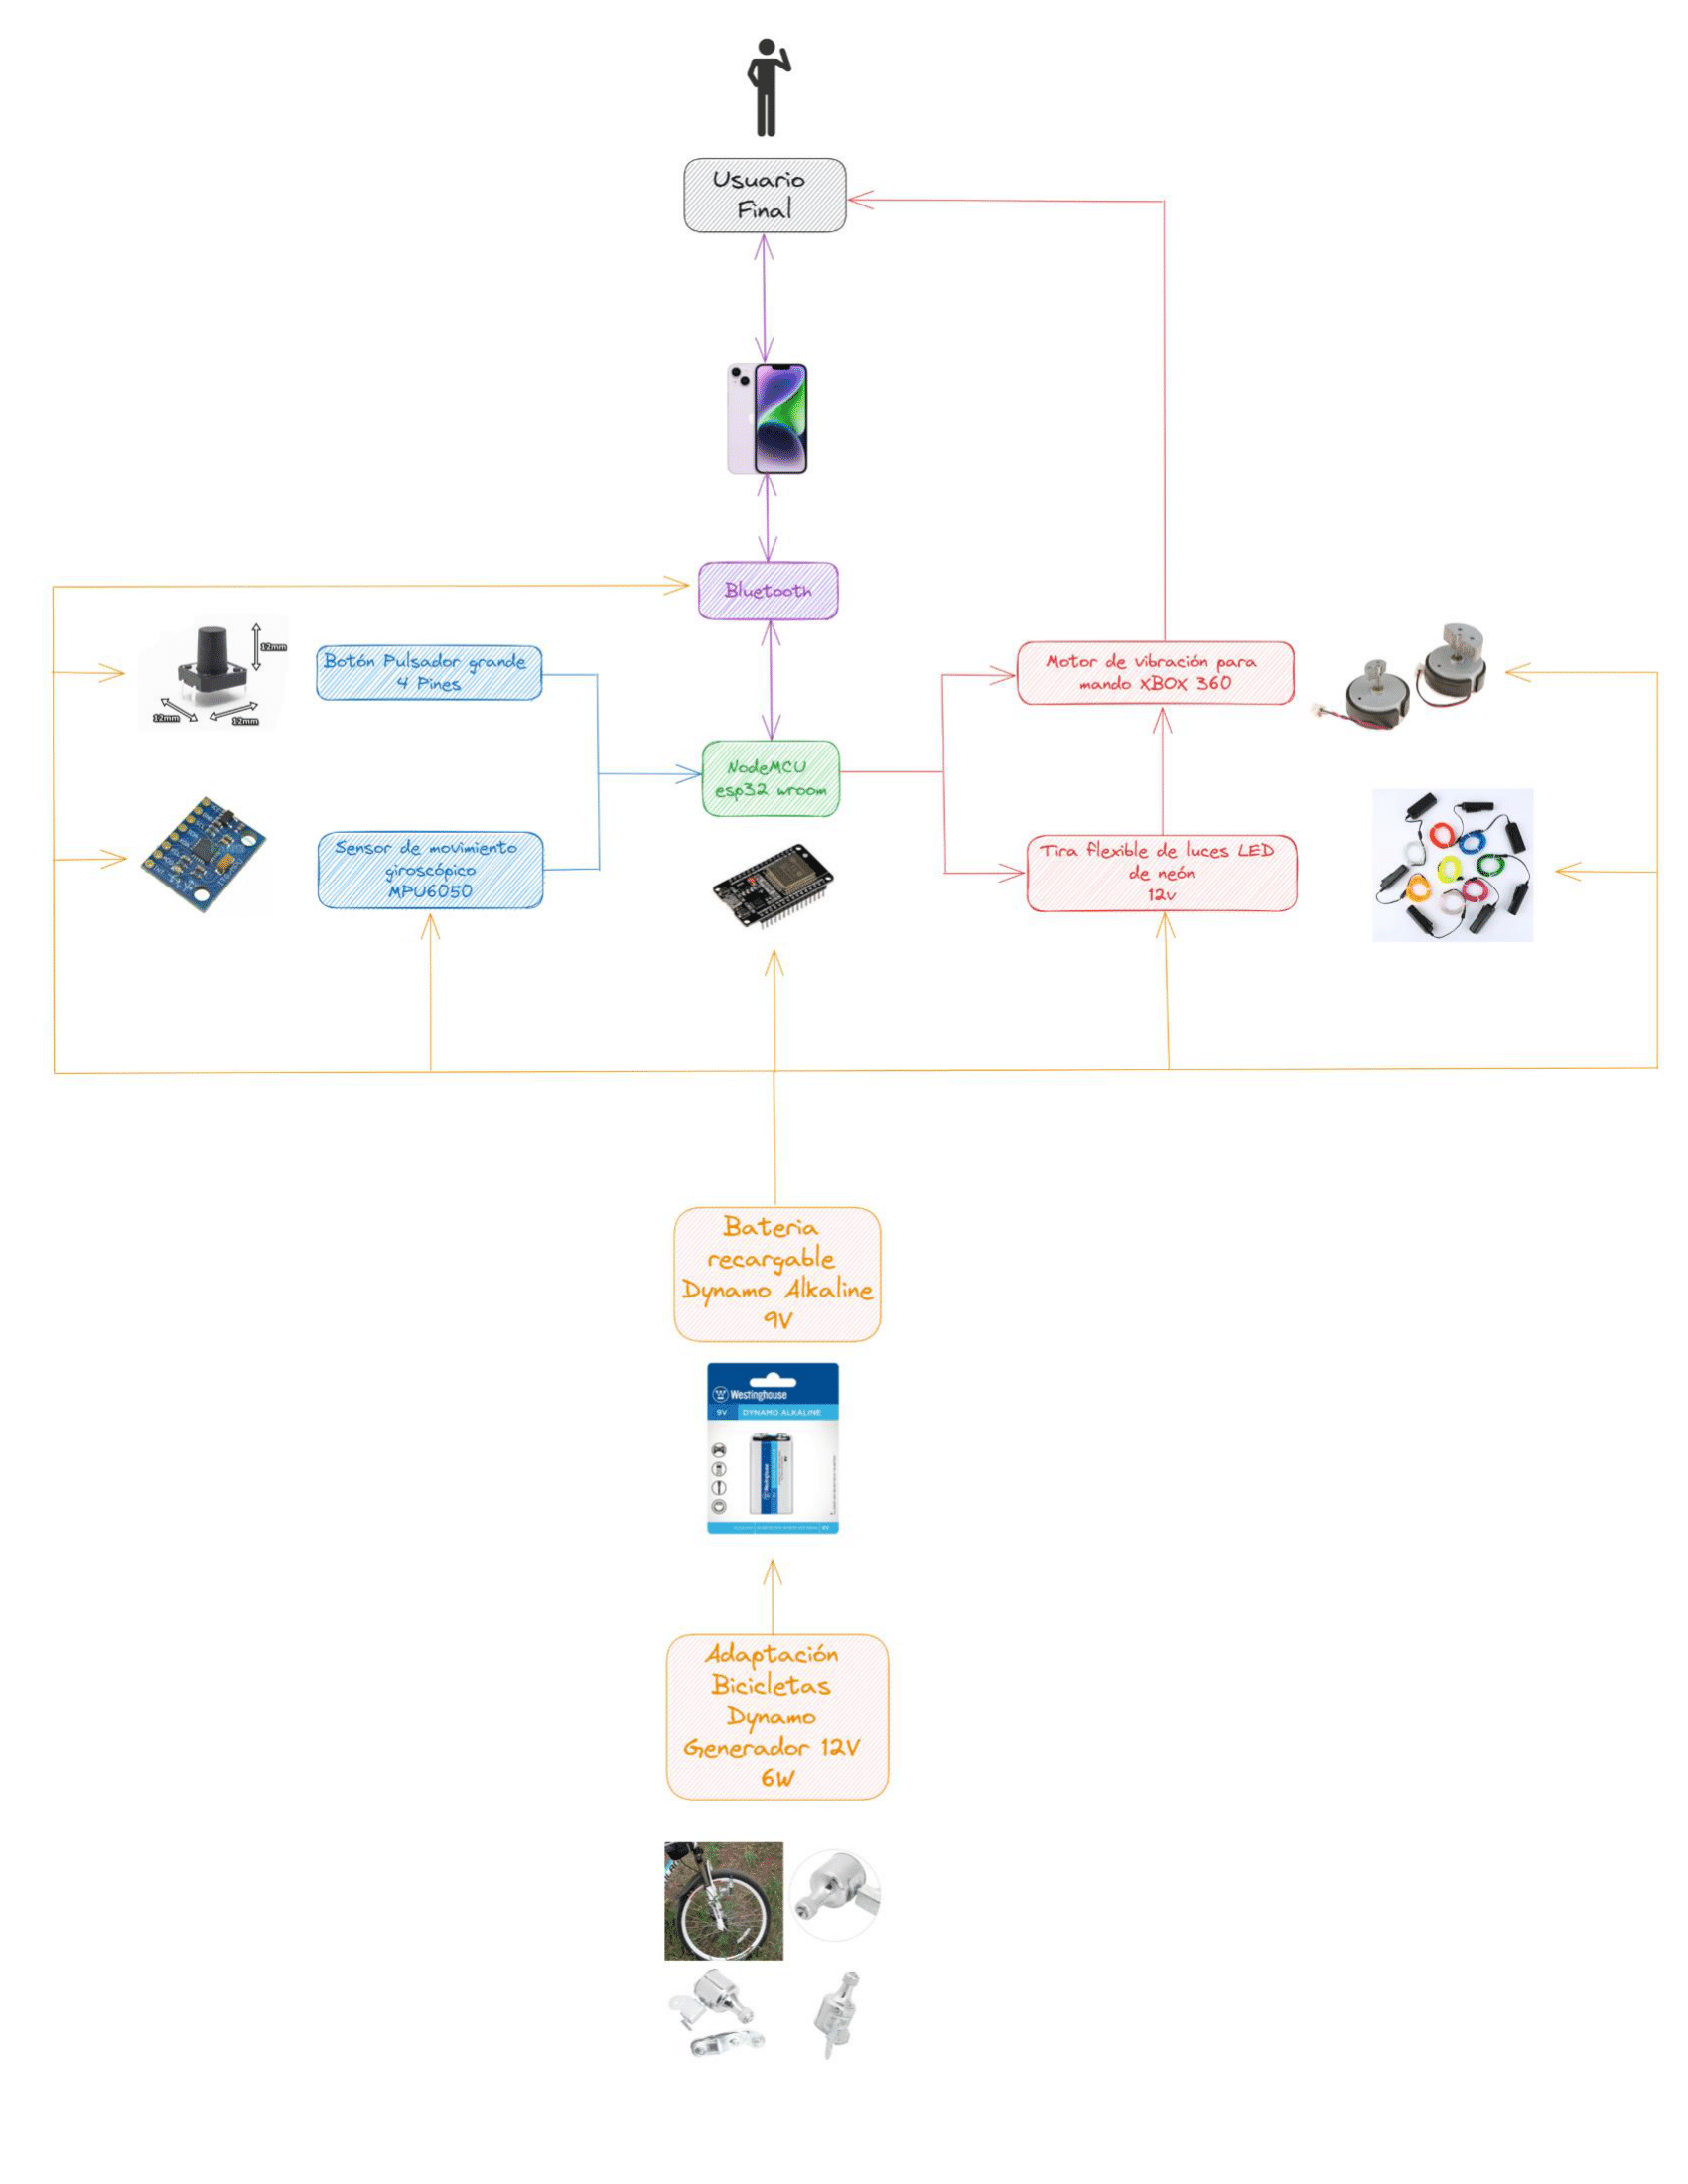 Usuario
Final
Bluetooth
12mm
12mm
12mm
Botón Pulsador grande
4 Pines
Motor de vibración para
mando xBOX 360
NodeMCU
esp32 wroom
Sensor de movimiento
giroscópico
MPU6050
Tira flexible de luces LED
de neón
12v
Bateria
recargable
Dynamo Alkaline
9V
Westinghouse
9V DYNAMO ALKALINE
Westinghouse
Adaptación
Bicicletas
Dynamo
Generador 12V
6W